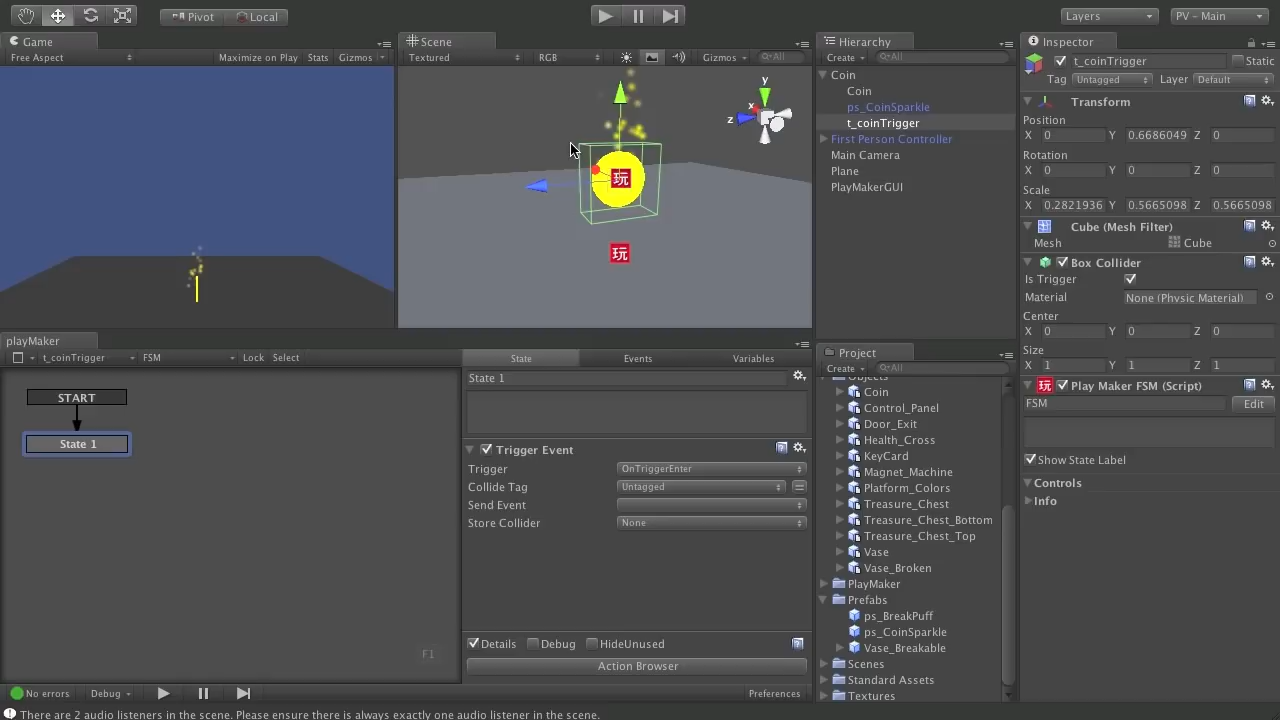 Pivot Local Layers PV - Main
Game Scene Hierarchy Inspector
Free Aspect Maximize on Play Stats Gizmos Textured RGB Gizmos All Create All
t_coinTrigger Static
Tag Untagged Layer Default
Coin
Coin
ps_CoinSparkle
t_coinTrigger
First Person Controller
Main Camera
Plane
PlayMakerGUI
y
x
z
玩
玩
Transform
Position
X 0 Y 0.6686049 Z 0
Rotation
X 0 Y 0 Z 0
Scale
X 0.2821936 Y 0.5665098 Z 0.5665098
Cube (Mesh Filter)
Mesh Cube
Box Collider
Is Trigger
Material None (Physic Material)
Center
X 0 Y 0 Z 0
Size
X 1 Y 1 Z 1
玩 Play Maker FSM (Script)
FSM Edit
Show State Label
Controls
Info
playMaker
t_coinTrigger FSM Lock Select
START
State 1
F1
State Events Variables
State 1
Trigger Event
Trigger OnTriggerEnter
Collide Tag Untagged
Send Event
Store Collider None
Details Debug HideUnused
Action Browser
No errors Debug Preferences
Project
Create All
Objects
Coin
Control_Panel
Door_Exit
Health_Cross
KeyCard
Magnet_Machine
Platform_Colors
Treasure_Chest
Treasure_Chest_Bottom
Treasure_Chest_Top
Vase
Vase_Broken
PlayMaker
Prefabs
ps_BreakPuff
ps_CoinSparkle
Vase_Breakable
Scenes
Standard Assets
Textures
There are 2 audio listeners in the scene. Please ensure there is always exactly one audio listener in the scene.